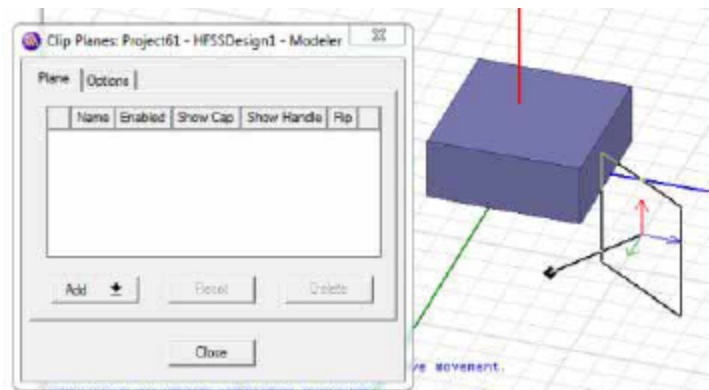 Clip Planes: Project61 - HFSSDesign1 - Modeler
Plane Options
Name Enabled Show Cap Show Handle Flip
Add Reset Delete
Close
ve movement.